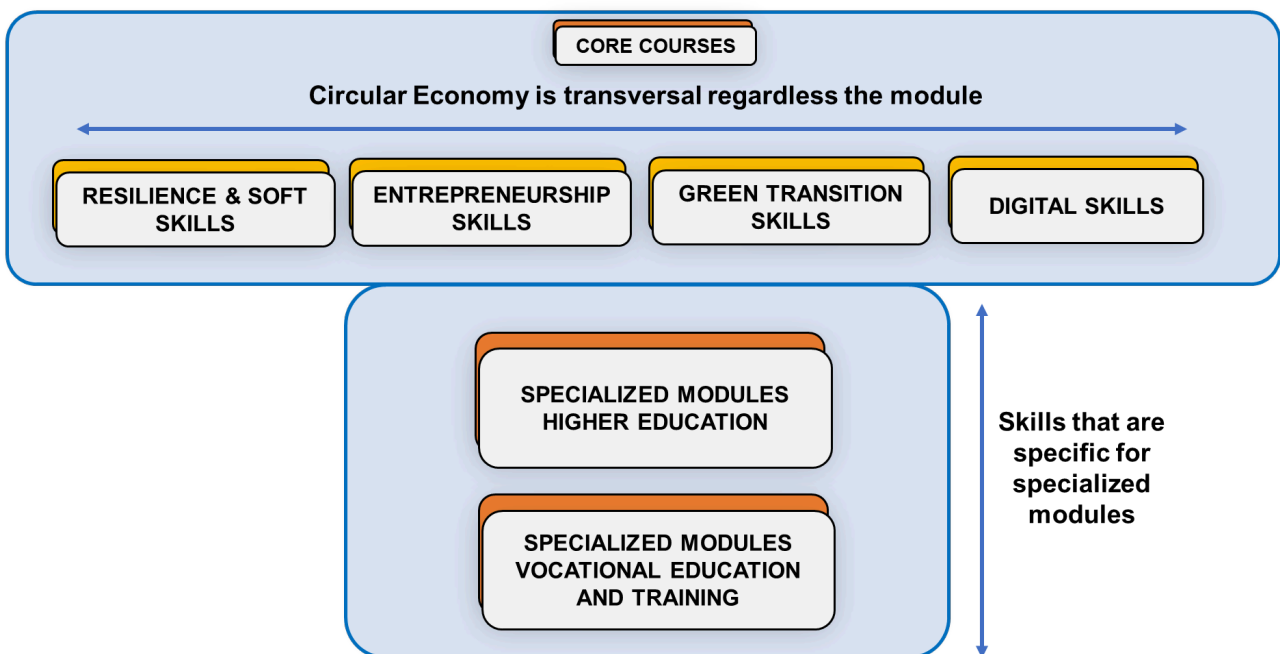 CORE COURSES
Circular Economy is transversal regardless the module
RESILIENCE & SOFT
SKILLS
ENTREPRENEURSHIP
SKILLS
GREEN TRANSITION
SKILLS
DIGITAL SKILLS
SPECIALIZED MODULES
HIGHER EDUCATION
SPECIALIZED MODULES
VOCATIONAL EDUCATION
AND TRAINING
Skills that are
specific for
specialized
modules